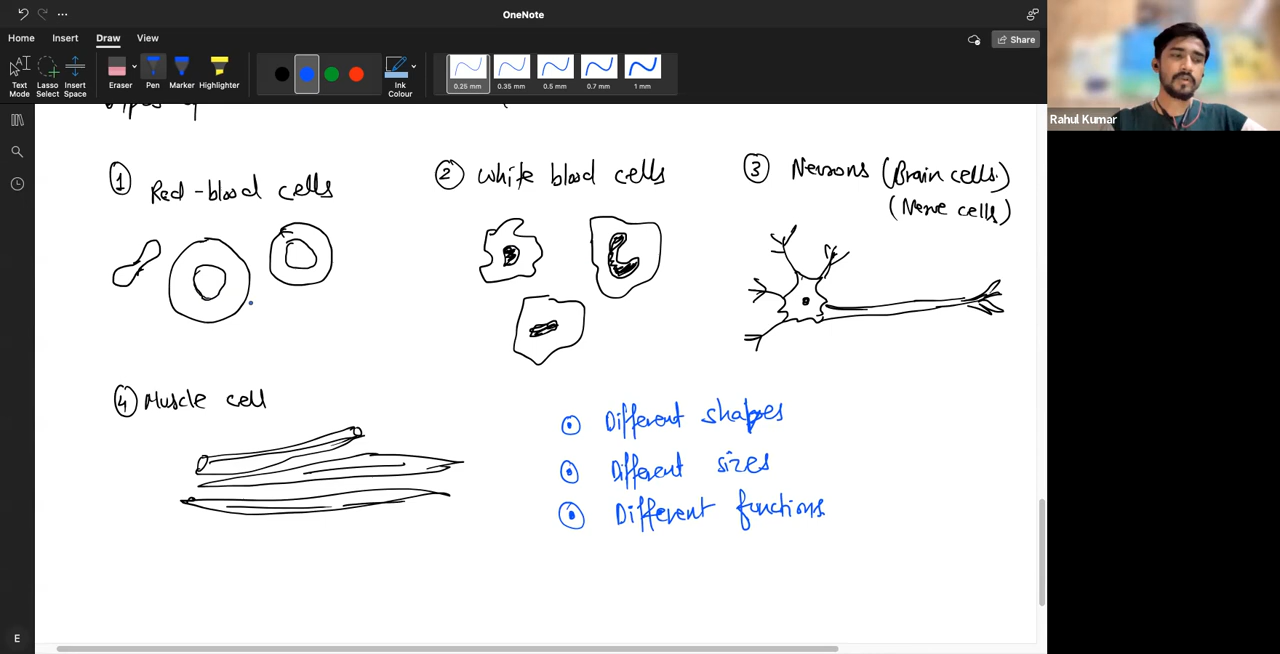 OneNote
Home Insert Draw View
Share
Text Mode
Lasso Select
Insert Space
Eraser
Pen
Marker
Highlighter
Ink Colour
0.25 mm
0.35 mm
0.5 mm
0.7 mm
1 mm
Rahul Kumar
① Red-blood cells
② White blood cells
③ Neurons (Brain cells)
(Nerve cells)
④ Muscle cell
Different shapes
Different sizes
Different functions
E